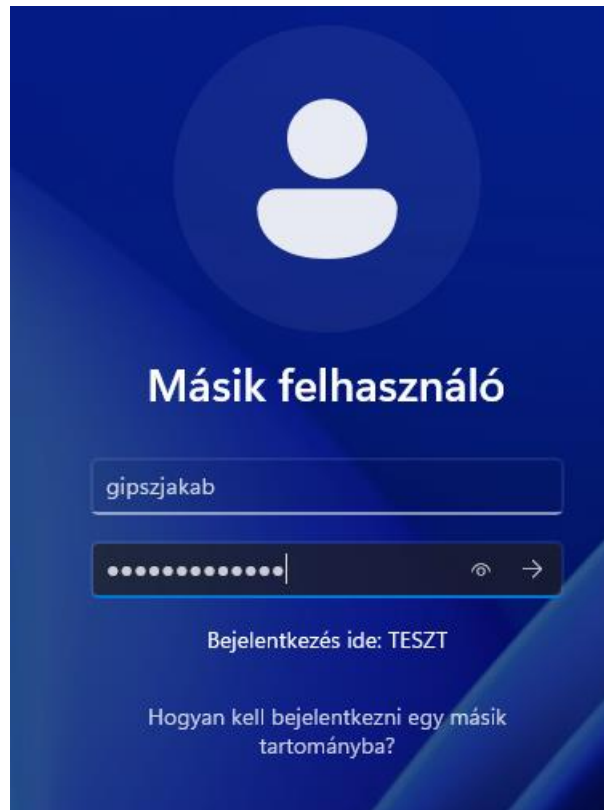 Másik felhasználó
gipszjakab
•••••••••••••
Bejelentkezés ide: TESZT
Hogyan kell bejelentkezni egy másik
tartományba?